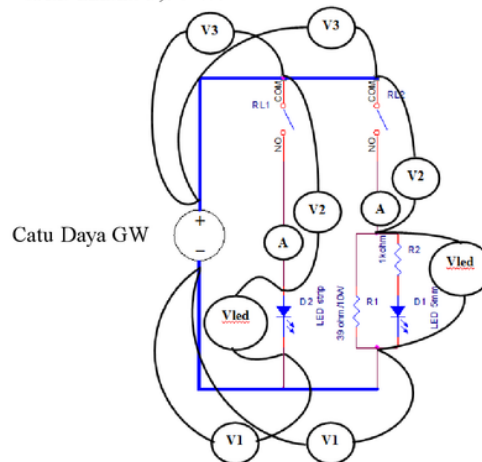 V3
V3
COM
COM
RL1
RL2
NO
NO
V2
V2
A
A
+
Catu Daya GW
-
1kohm
R2
Vled
Vled
D2
LED strip
39 ohm/10W
R1
D1
LED 5mm
V1
V1